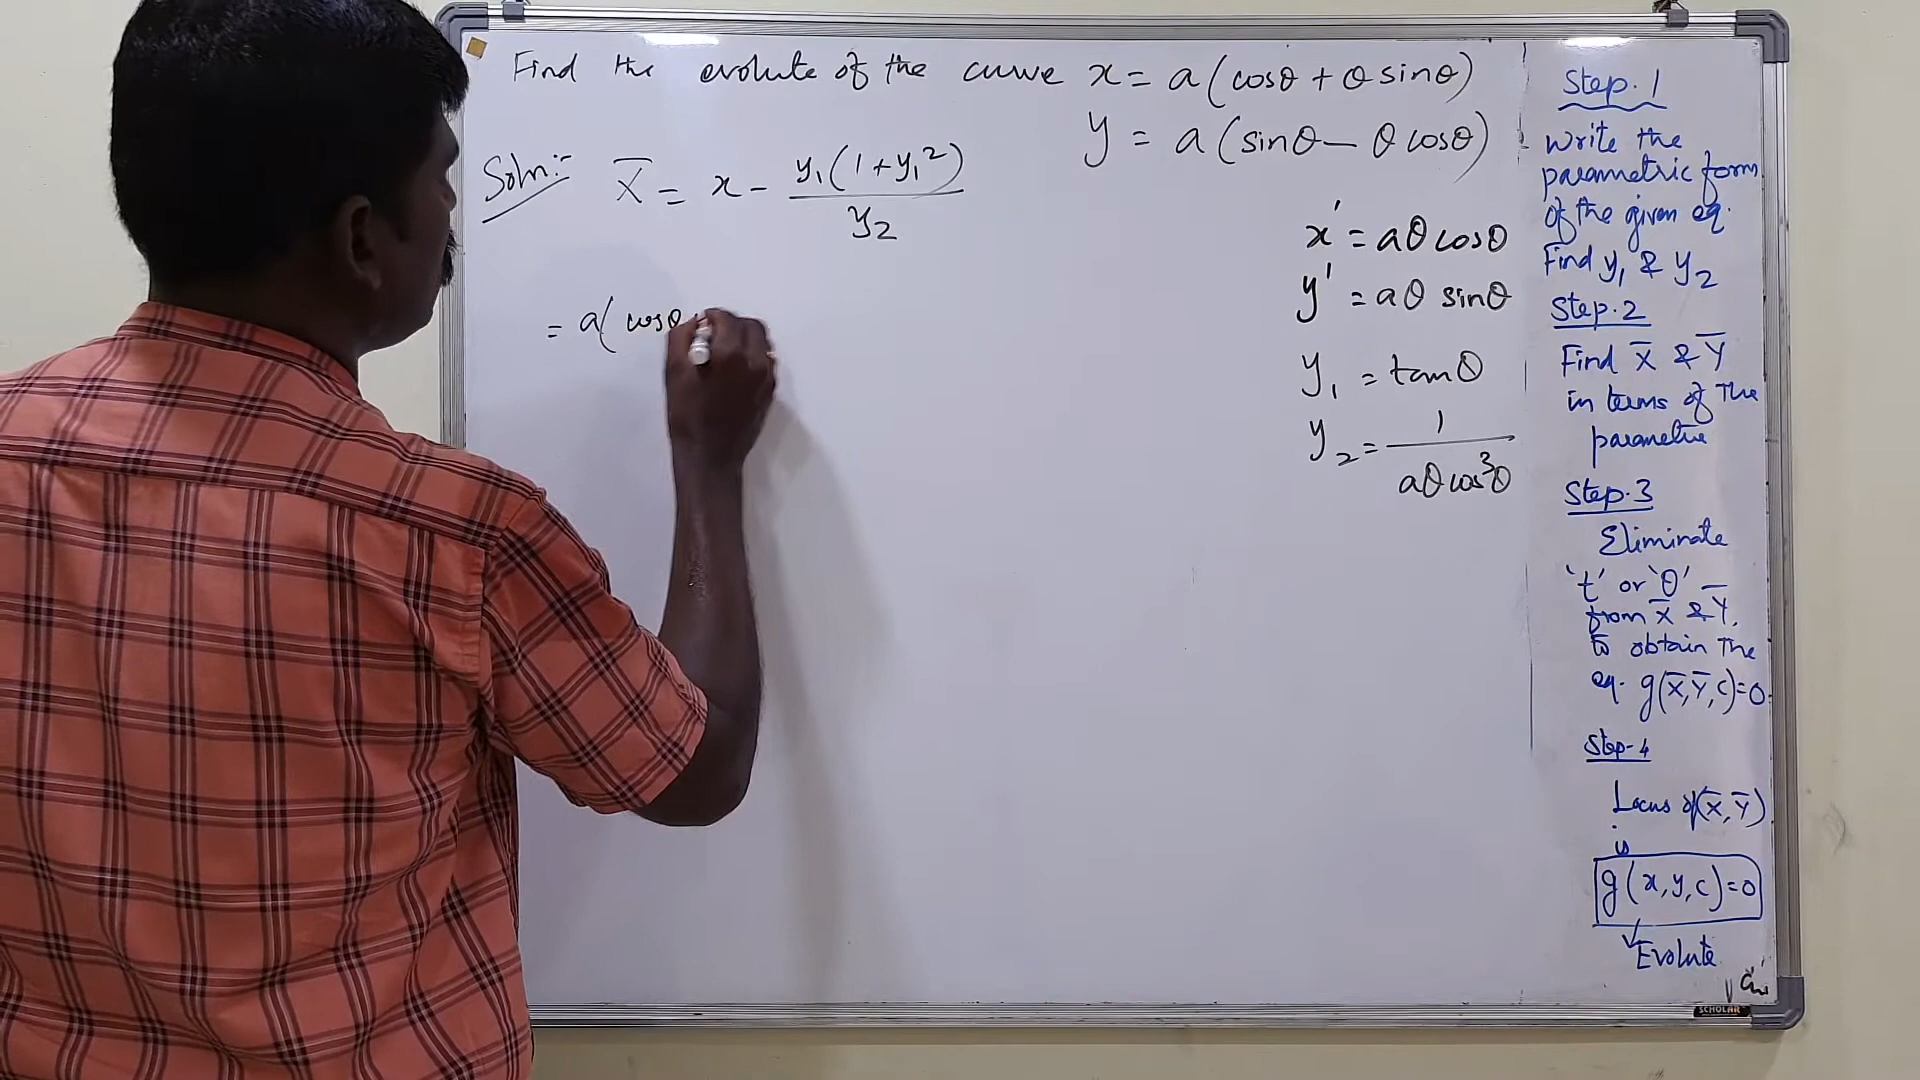 Find the evolute of the curve x = a(cosθ + θ sinθ)
y = a(sinθ – θ cosθ)
Soln:- X̅ = x - y₁(1+y₁²)/y₂
= a( cosθ
x' = aθ cosθ
y' = aθ sinθ
y₁ = tanθ
y₂ = 1/aθcos³θ
Step.1
Write the
parametric form
of the given eq.
Find y₁ & y₂
Step.2
Find X̅ & Y̅
in terms of The
Step.3
Eliminate
't' or 'θ'
from X̅ & Y̅,
to obtain The
eq. g(X̅,Y̅,c)=0.
Step-4
Locus of (X̅,Y̅)
is
g(x,y,c)=0
Evolute
SCHOLAR